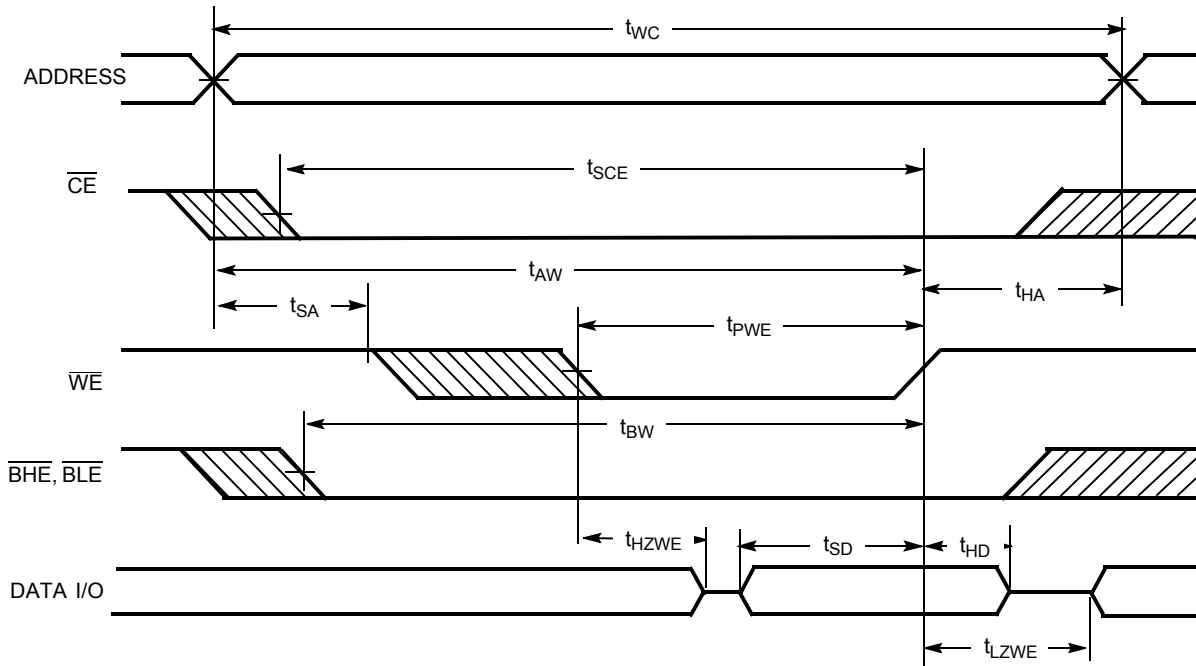 tWC
ADDRESS
tSCE
CE
tAW
tSA
tHA
tPWE
WE
tBW
BHE, BLE
tHZWE
tSD
tHD
DATA I/O
tLZWE